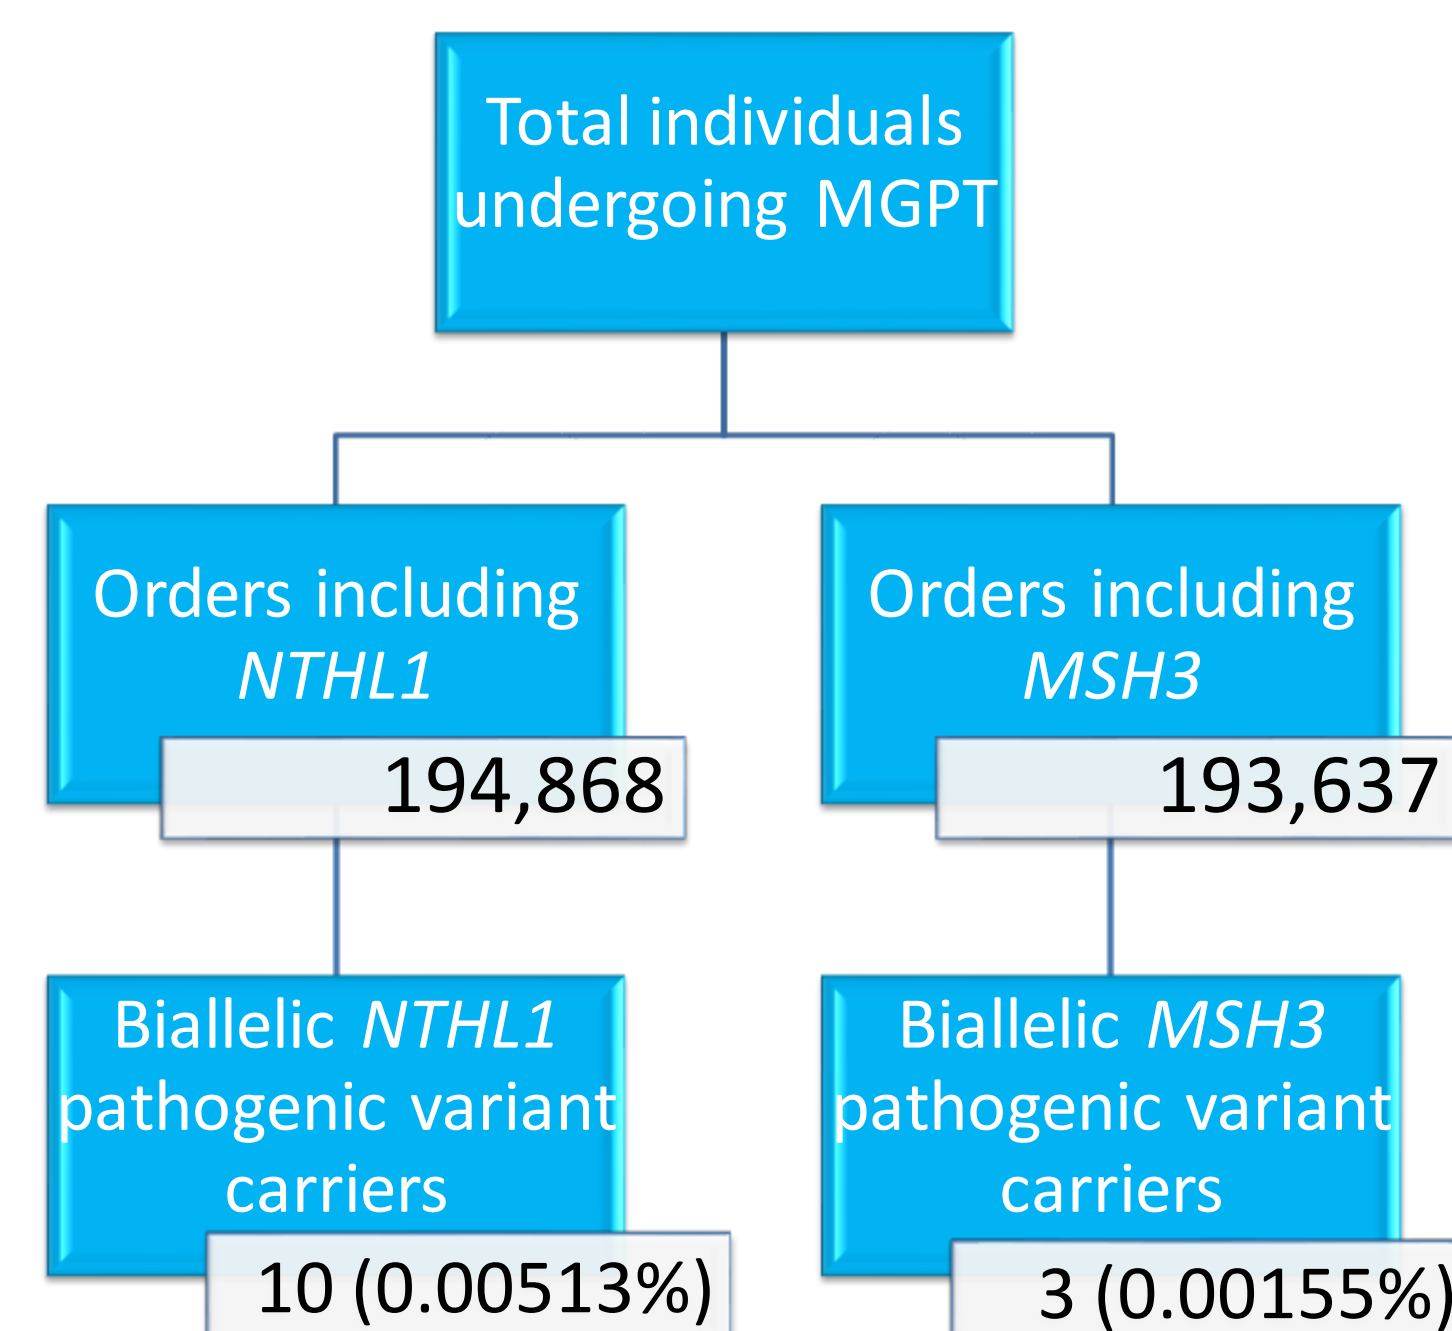 Total individuals
undergoing MGPT
Orders including
NTHL1
194,868
Orders including
MSH3
193,637
Biallelic NTHL1
pathogenic variant
carriers
10 (0.00513%)
Biallelic MSH3
pathogenic variant
carriers
3 (0.00155%)